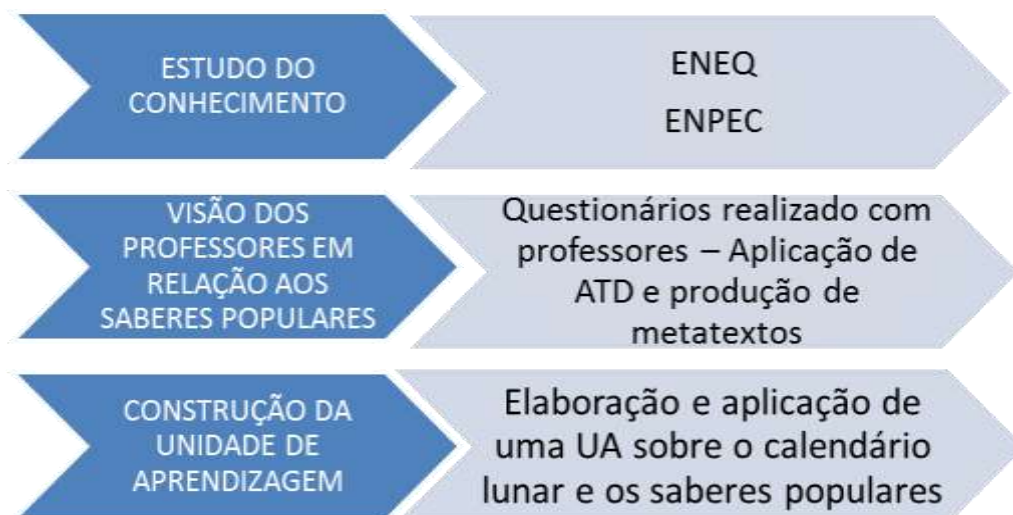 ESTUDO DO
CONHECIMENTO
ENEQ
ENPEC
VISÃO DOS
PROFESSORES EM
RELAÇÃO AOS
SABERES POPULARES
Questionários realizado com
professores – Aplicação de
ATD e produção de
metatextos
CONSTRUÇÃO DA
UNIDADE DE
APRENDIZAGEM
Elaboração e aplicação de
uma UA sobre o calendário
lunar e os saberes populares